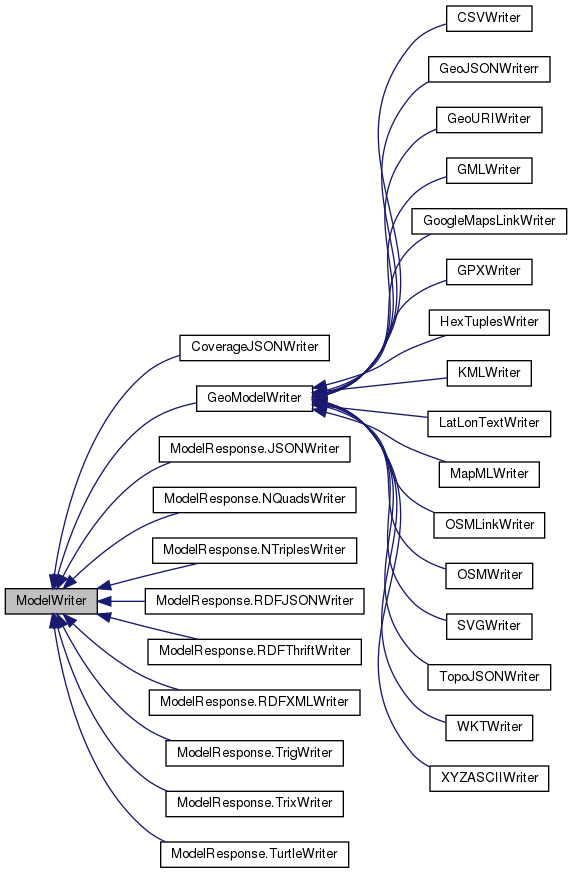 CSVWriter
GeoJSONWriterr
GeoURIWriter
GMLWriter
GoogleMapsLinkWriter
GPXWriter
HexTuplesWriter
CoverageJSONWriter
KMLWriter
GeoModelWriter
LatLonTextWriter
ModelResponse.JSONWriter
MapMLWriter
ModelResponse.NQuadsWriter
OSMLinkWriter
ModelResponse.NTriplesWriter
OSMWriter
ModelWriter
ModelResponse.RDFJSONWriter
SVGWriter
ModelResponse.RDFThriftWriter
TopoJSONWriter
ModelResponse.RDFXMLWriter
WKTWriter
ModelResponse.TrigWriter
XYZASCIIWriter
ModelResponse.TrixWriter
ModelResponse.TurtleWriter